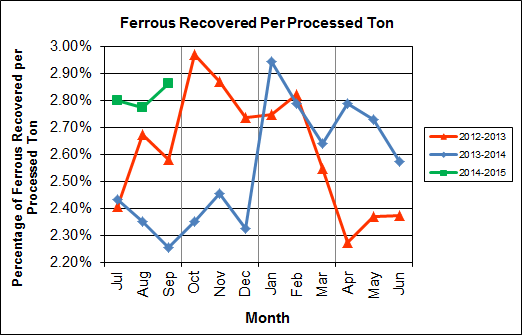 Ferrous Recovered Per Processed Ton
Percentage of Ferrous Recovered per
Processed Ton
3.00%
2.90%
2.80%
2.70%
2.60%
2.50%
2.40%
2.30%
2.20%
Jul
Aug
Sep
Oct
Nov
Dec
Jan
Feb
Mar
Apr
May
Jun
Month
2012-2013
2013-2014
2014-2015